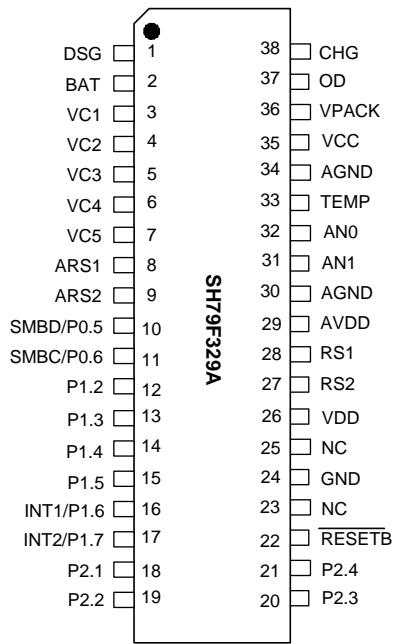 DSG 1 38 CHG
BAT 2 37 OD
VC1 3 36 VPACK
VC2 4 35 VCC
VC3 5 34 AGND
VC4 6 33 TEMP
VC5 7 32 AN0
ARS1 8 31 AN1
ARS2 9 30 AGND
SMBD/P0.5 10 29 AVDD
SMBC/P0.6 11 28 RS1
P1.2 12 27 RS2
P1.3 13 26 VDD
P1.4 14 25 NC
P1.5 15 24 GND
INT1/P1.6 16 23 NC
INT2/P1.7 17 22 RESETB
P2.1 18 21 P2.4
P2.2 19 20 P2.3
SH79F329A